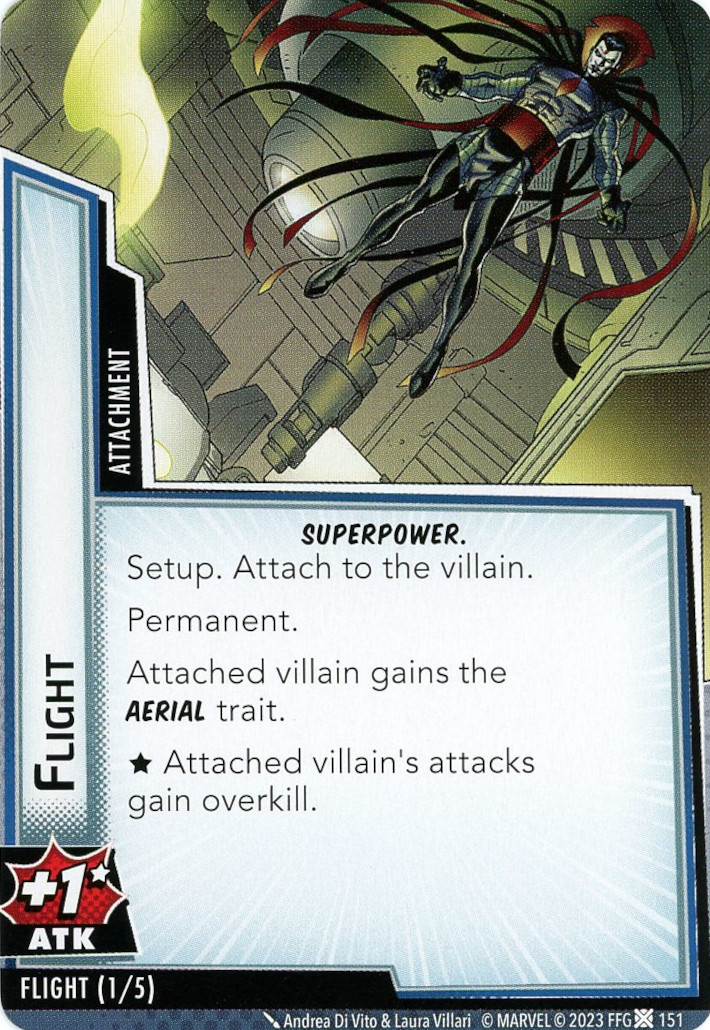 ATTACHMENT
FLIGHT
SUPERPOWER.
Setup. Attach to the villain.
Permanent.
Attached villain gains the
AERIAL trait.
★ Attached villain's attacks
gain overkill.
+1★
ATK
FLIGHT (1/5)
Andrea Di Vito & Laura Villari © MARVEL © 2023 FFG 151